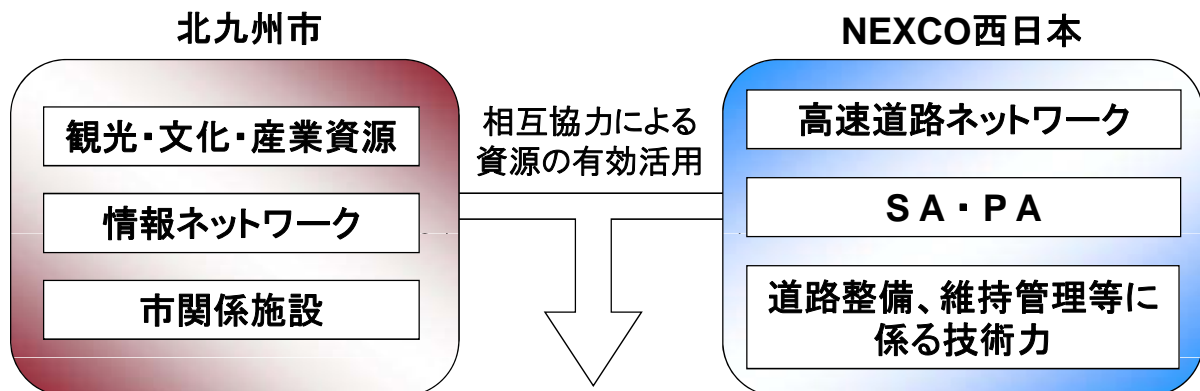 北九州市
観光・文化・産業資源
情報ネットワーク
市関係施設
相互協力による
資源の有効活用
NEXCO西日本
高速道路ネットワーク
SA・PA
道路整備、維持管理等に
係る技術力